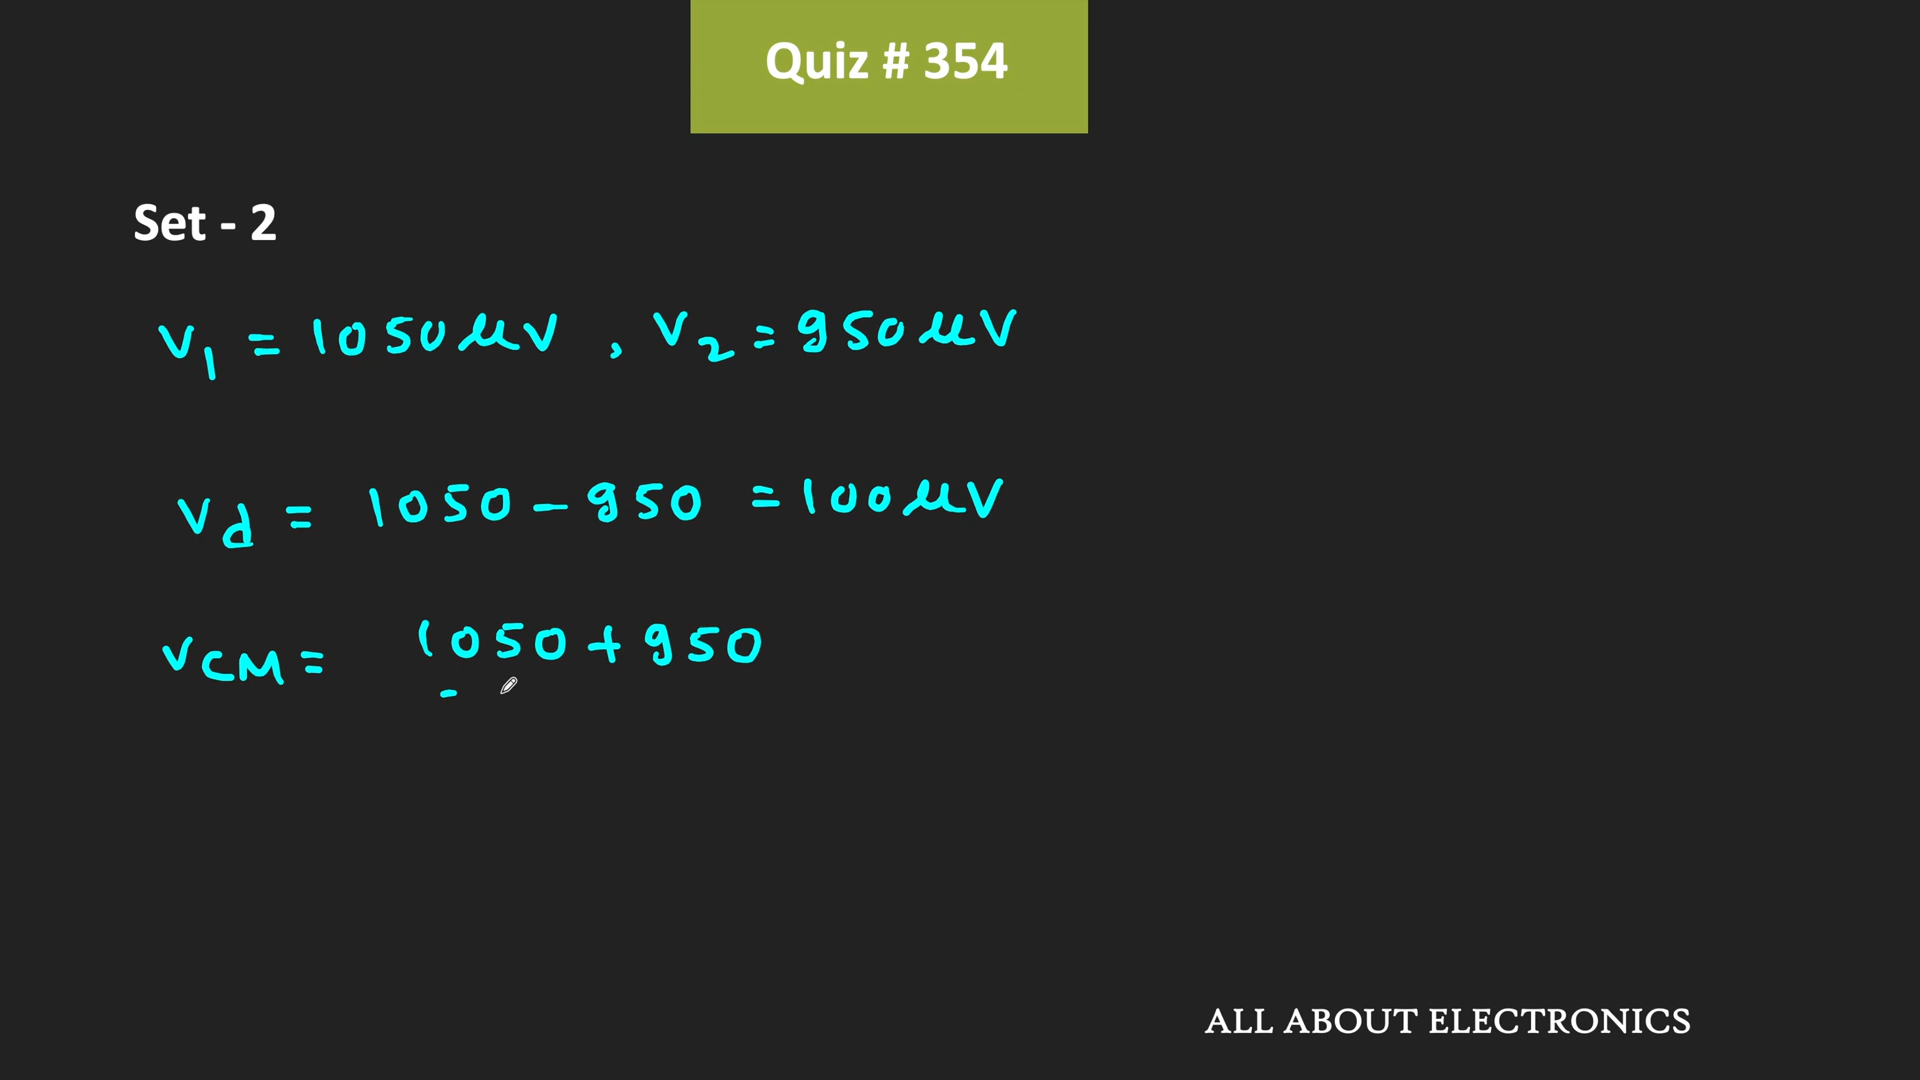 Quiz # 354
Set - 2
V1 = 1050 μV , V2 = 950 μV
Vd = 1050 - 950 = 100 μV
VCM = 1050 + 950
ALL ABOUT ELECTRONICS